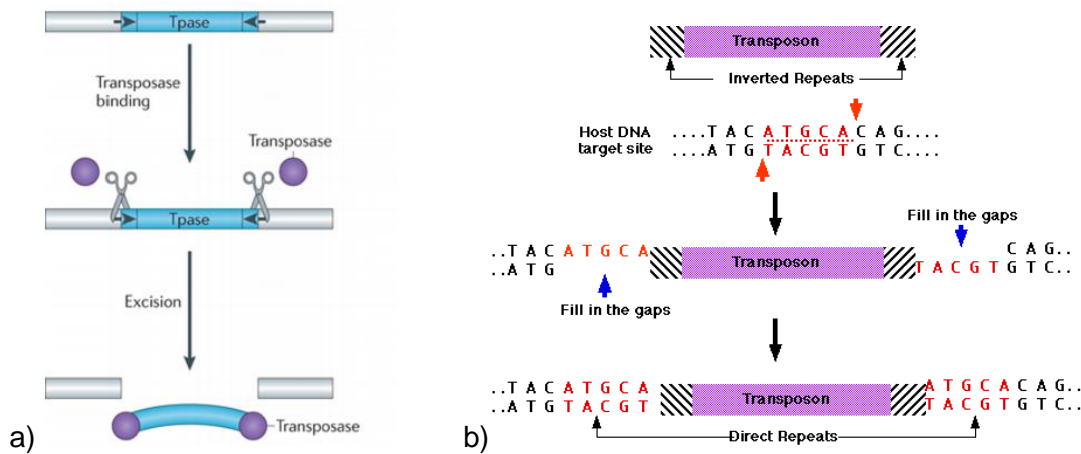 Tpase
Transposase
binding
Transposase
Tpase
Excision
Transposase
a)
Transposon
Inverted Repeats
Host DNA
target site
....T A C A T G C A C A G....
....A T G T A C G T G T C....
Fill in the gaps
..T A C A T G C A
..A T G
Transposon
C A G..
T A C G T G T C..
Fill in the gaps
..T A C A T G C A
..A T G T A C G T
Transposon
A T G C A C A G..
T A C G T G T C..
Direct Repeats
b)